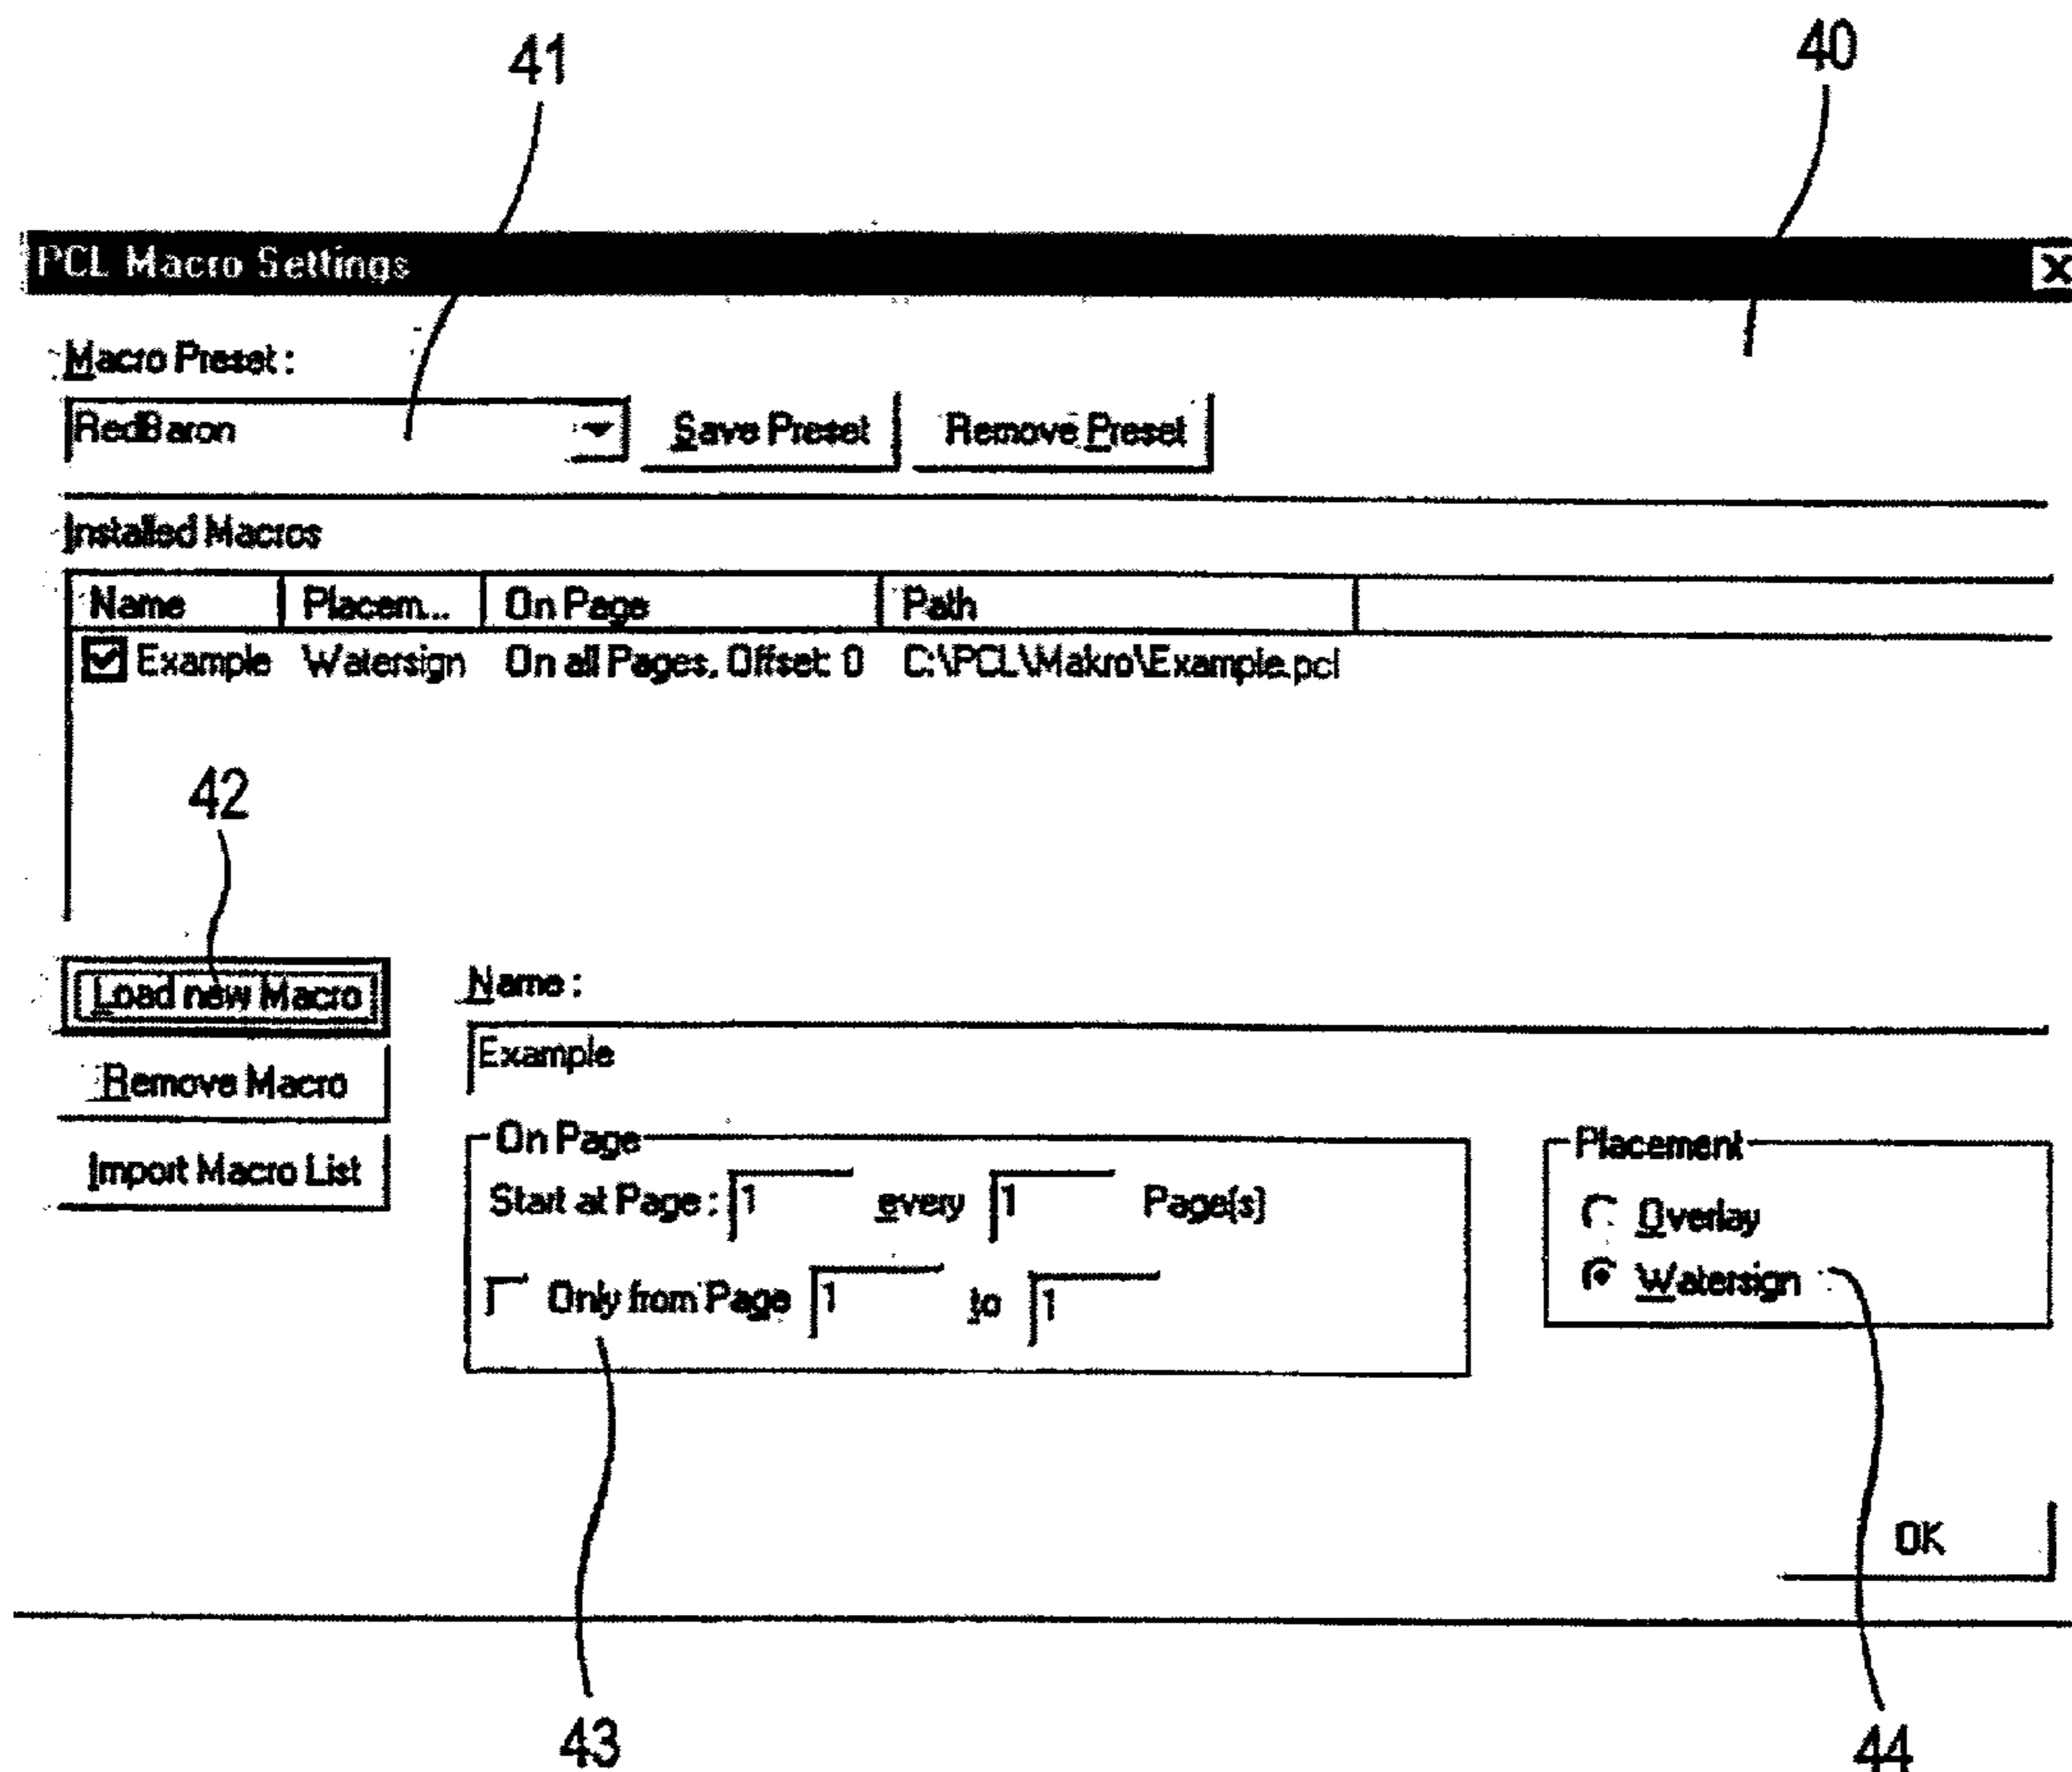 41 40
PCL Macro Settings X
Macro Preset :
RedBaron Save Preset Remove Preset
Installed Macros
Name Placem... On Page Path
Example Watersign On all Pages, Offset: 0 C:\PCL\Makro\Example.pcl
42
Load new Macro Name :
Example
Remove Macro
On Page Placement
Import Macro List Start at Page : 1 every 1 Page(s)
Overlay
Only from Page 1 to 1 Watersign
OK
43 44